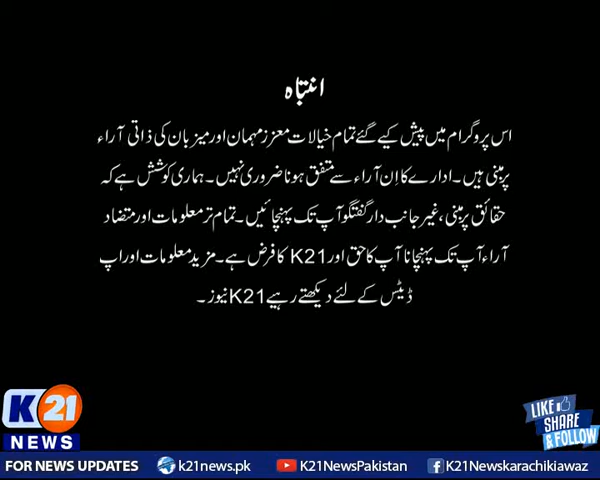 انتباہ
اس پروگرام میں پیش کیے گئے تمام خیالات معزز مہمان اور میزبان کی ذاتی آراء
پر مبنی ہیں۔ ادارے کا اِن آراء سے متفق ہونا ضروری نہیں۔ ہماری کوشش ہے کہ
حقائق پر مبنی، غیر جانب دار گفتگو آپ تک پہنچائیں۔ تمام تر معلومات اور متضاد
آراء آپ تک پہنچانا آپ کا حق اور K21 کا فرض ہے۔ مزید معلومات اور اپ
ڈیٹس کے لئے دیکھتے رہیے K21 نیوز۔
K21
NEWS
LIKE
SHARE
& FOLLOW
FOR NEWS UPDATES k21news.pk K21NewsPakistan K21Newskarachikiawaz